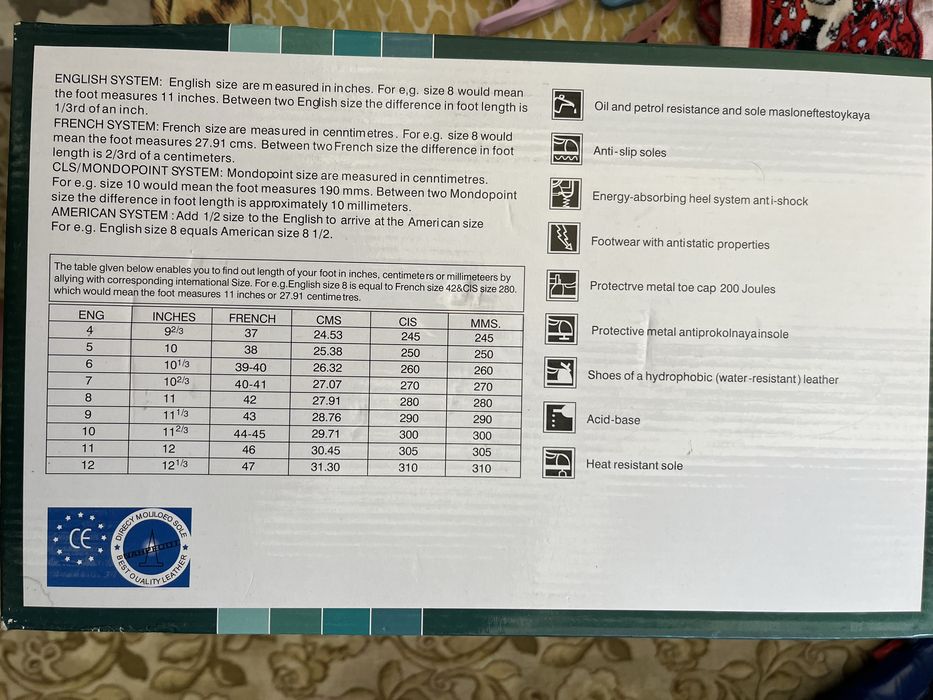 ENGLISH SYSTEM: English size are measured in inches. For e,g. size 8 would mean
the foot measures 11 inches. Between two English size the difference in foot length is
1/3rd of an inch.
FRENCH SYSTEM: French size are measured in cenntimetres. For e.g. size 8 would
mean the foot measures 27.91 cms. Between two French size the difference in foot
length is 2/3rd of a centimeters.
CLS/MONDOPOINT SYSTEM: Mondopoint size are measured in cenntimetres.
For e.g. size 10 would mean the foot measures 190 mms. Between two Mondopoint
size the difference in foot length is approximately 10 millimeters.
AMERICAN SYSTEM : Add 1/2 size to the English to arrive at the American size
For e.g. English size 8 equals American size 8 1/2.
The table glven below enables you to find out length of your foot in inches, centimeters or millimeteers by
allying with corresponding international Size. For e.g.English size 8 is equal to French size 42&CIS size 280.
which would mean the foot measures 11 inches or 27.91 centimetres.
ENG INCHES FRENCH CMS CIS MMS.
4 9 2/3 37 24.53 245 245
5 10 38 25.38 250 250
6 10 1/3 39-40 26.32 260 260
7 10 2/3 40-41 27.07 270 270
8 11 42 27.91 280 280
9 11 1/3 43 28.76 290 290
10 11 2/3 44-45 29.71 300 300
11 12 46 30.45 305 305
12 12 1/3 47 31.30 310 310
Oil and petrol resistance and sole masloneftestoykaya
Anti-slip soles
Energy-absorbing heel system anti-shock
Footwear with antistatic properties
Protectrve metal toe cap 200 Joules
Protective metal antiprokolnaya insole
Shoes of a hydrophobic (water-resistant) leather
Acid-base
Heat resistant sole
CE
DIRECY MOULOEO SOLE
BEST QUALITY LEATHER